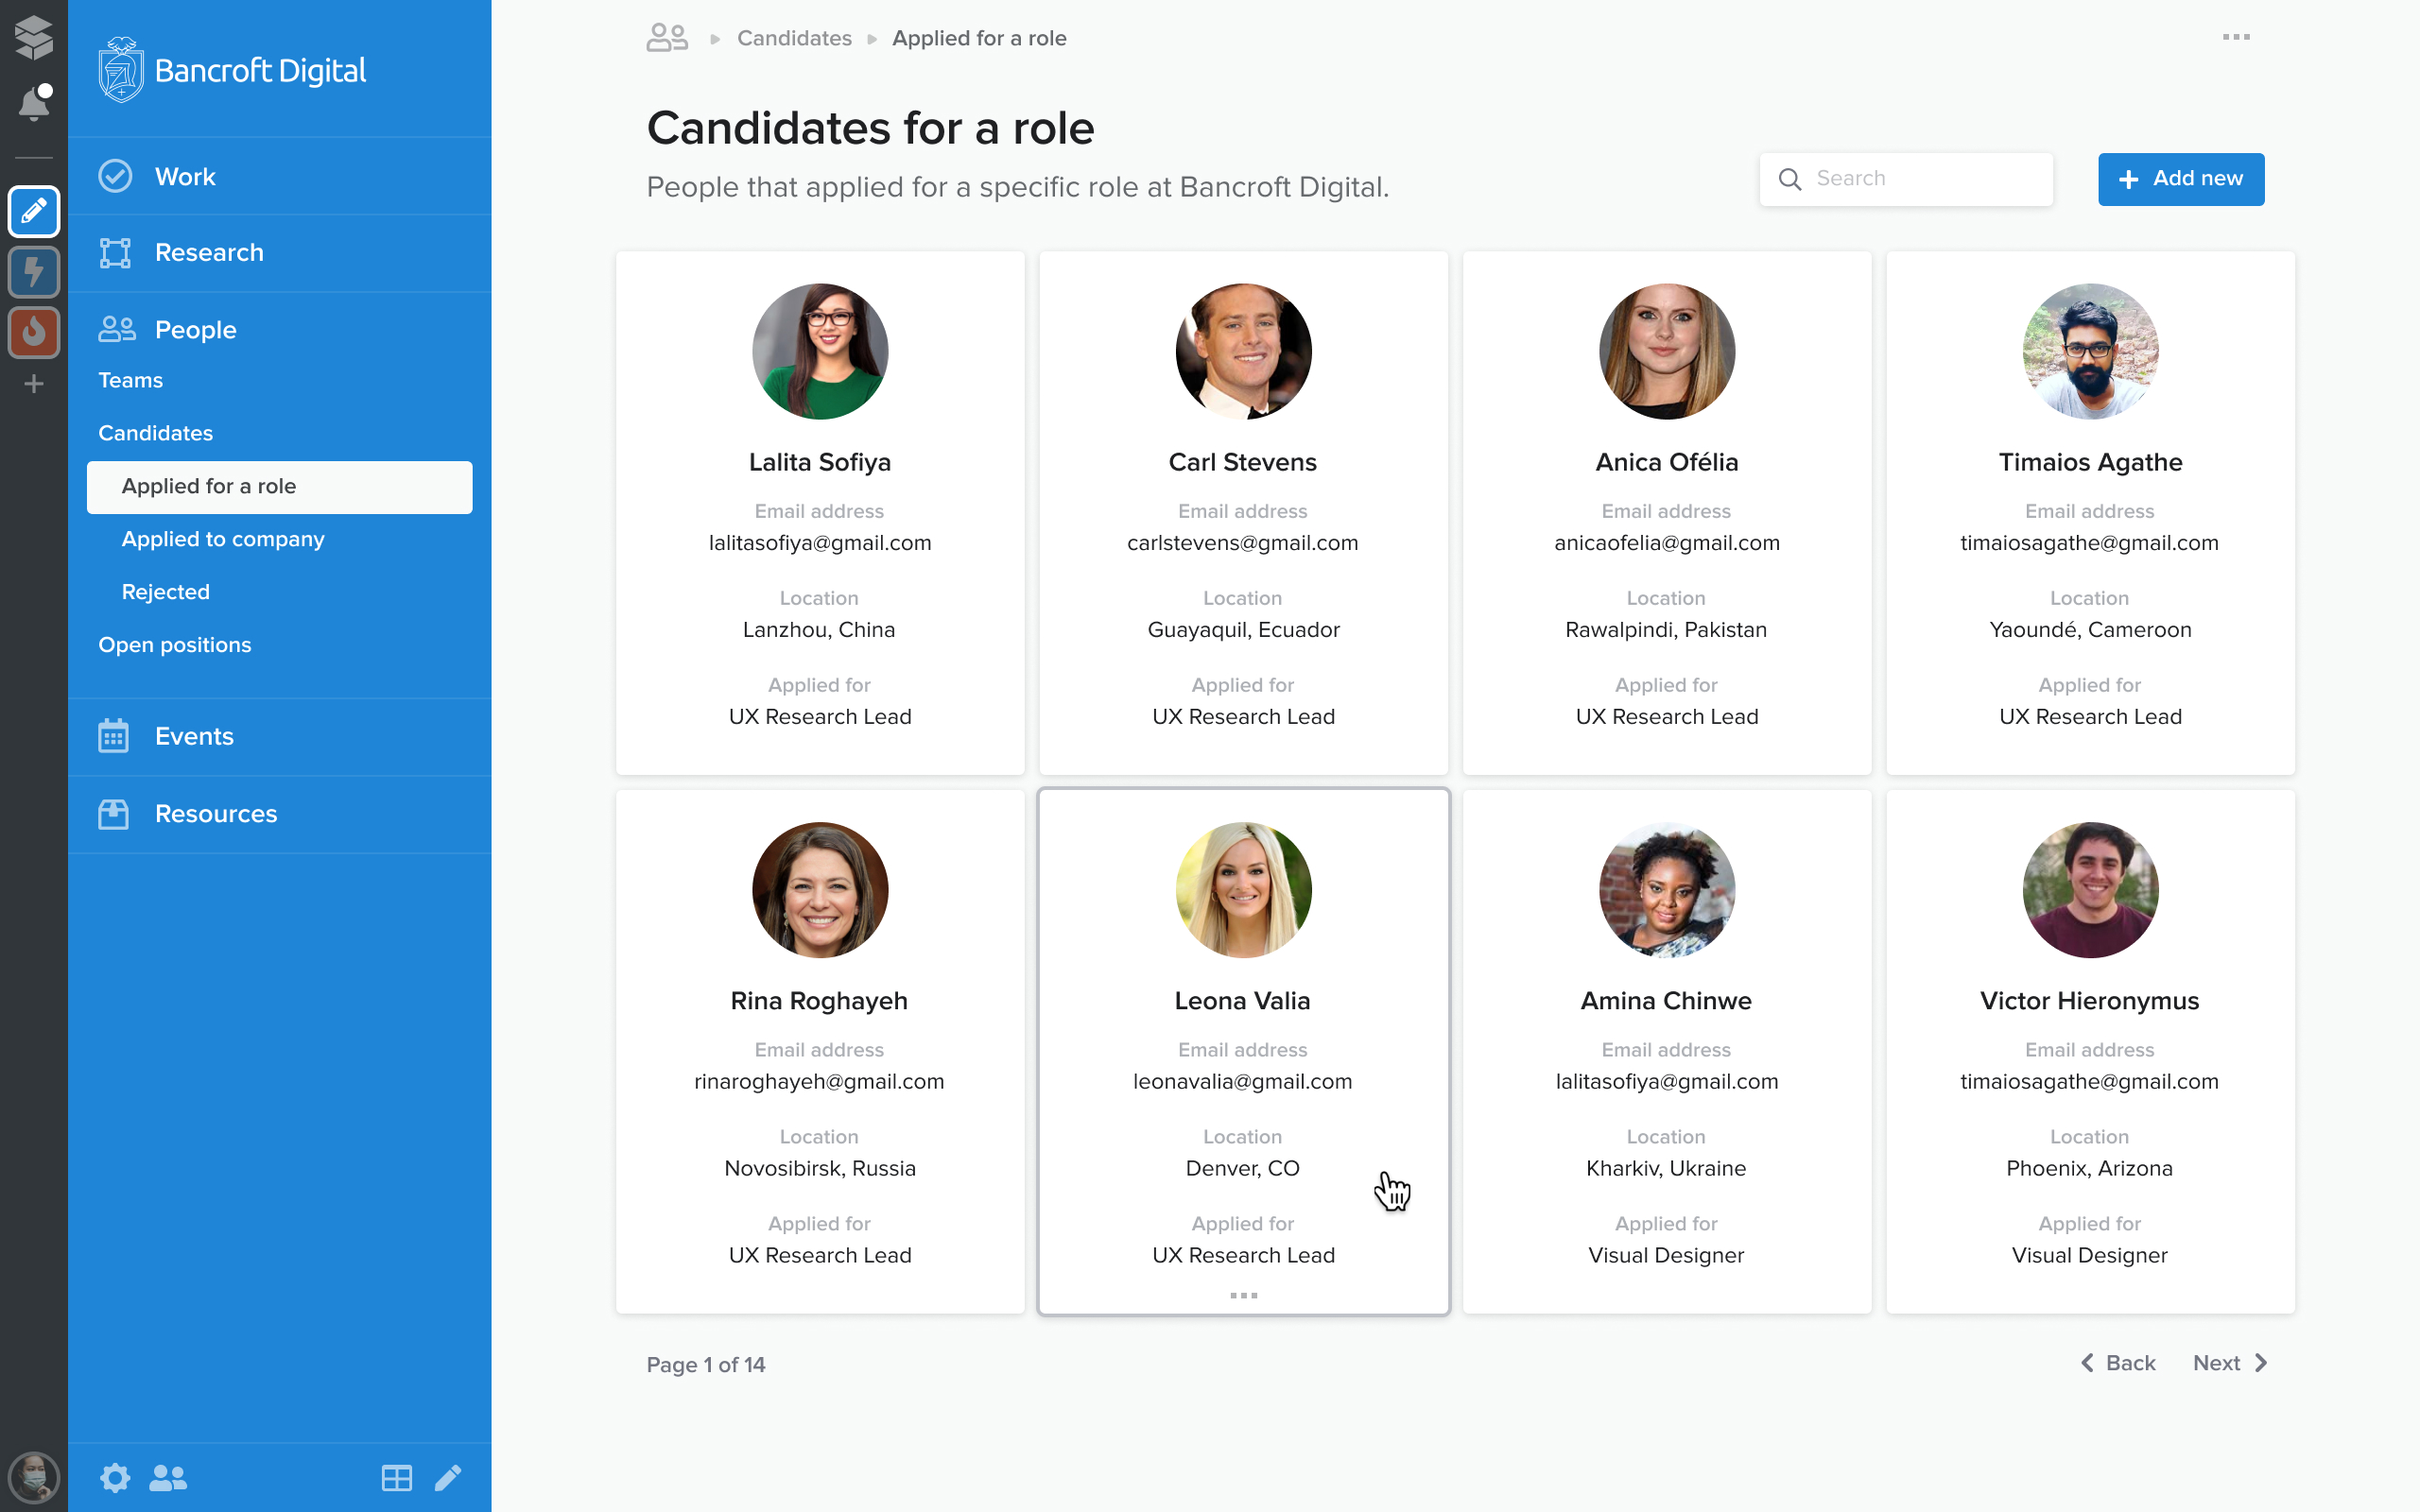 Bancroft Digital
Work
Research
People
Teams
Candidates
Applied for a role
Applied to company
Rejected
Open positions
Events
Resources
Candidates Applied for a role
Candidates for a role
People that applied for a specific role at Bancroft Digital.
Search
Add new
Lalita Sofiya
Email address
lalitasofiya@gmail.com
Location
Lanzhou, China
Applied for
UX Research Lead
Carl Stevens
Email address
carlstevens@gmail.com
Location
Guayaquil, Ecuador
Applied for
UX Research Lead
Anica Ofélia
Email address
anicaofelia@gmail.com
Location
Rawalpindi, Pakistan
Applied for
UX Research Lead
Timaios Agathe
Email address
timaiosagathe@gmail.com
Location
Yaoundé, Cameroon
Applied for
UX Research Lead
Rina Roghayeh
Email address
rinaroghayeh@gmail.com
Location
Novosibirsk, Russia
Applied for
UX Research Lead
Leona Valia
Email address
leonavalia@gmail.com
Location
Denver, CO
Applied for
UX Research Lead
Amina Chinwe
Email address
lalitasofiya@gmail.com
Location
Kharkiv, Ukraine
Applied for
Visual Designer
Victor Hieronymus
Email address
timaiosagathe@gmail.com
Location
Phoenix, Arizona
Applied for
Visual Designer
Page 1 of 14
Back Next